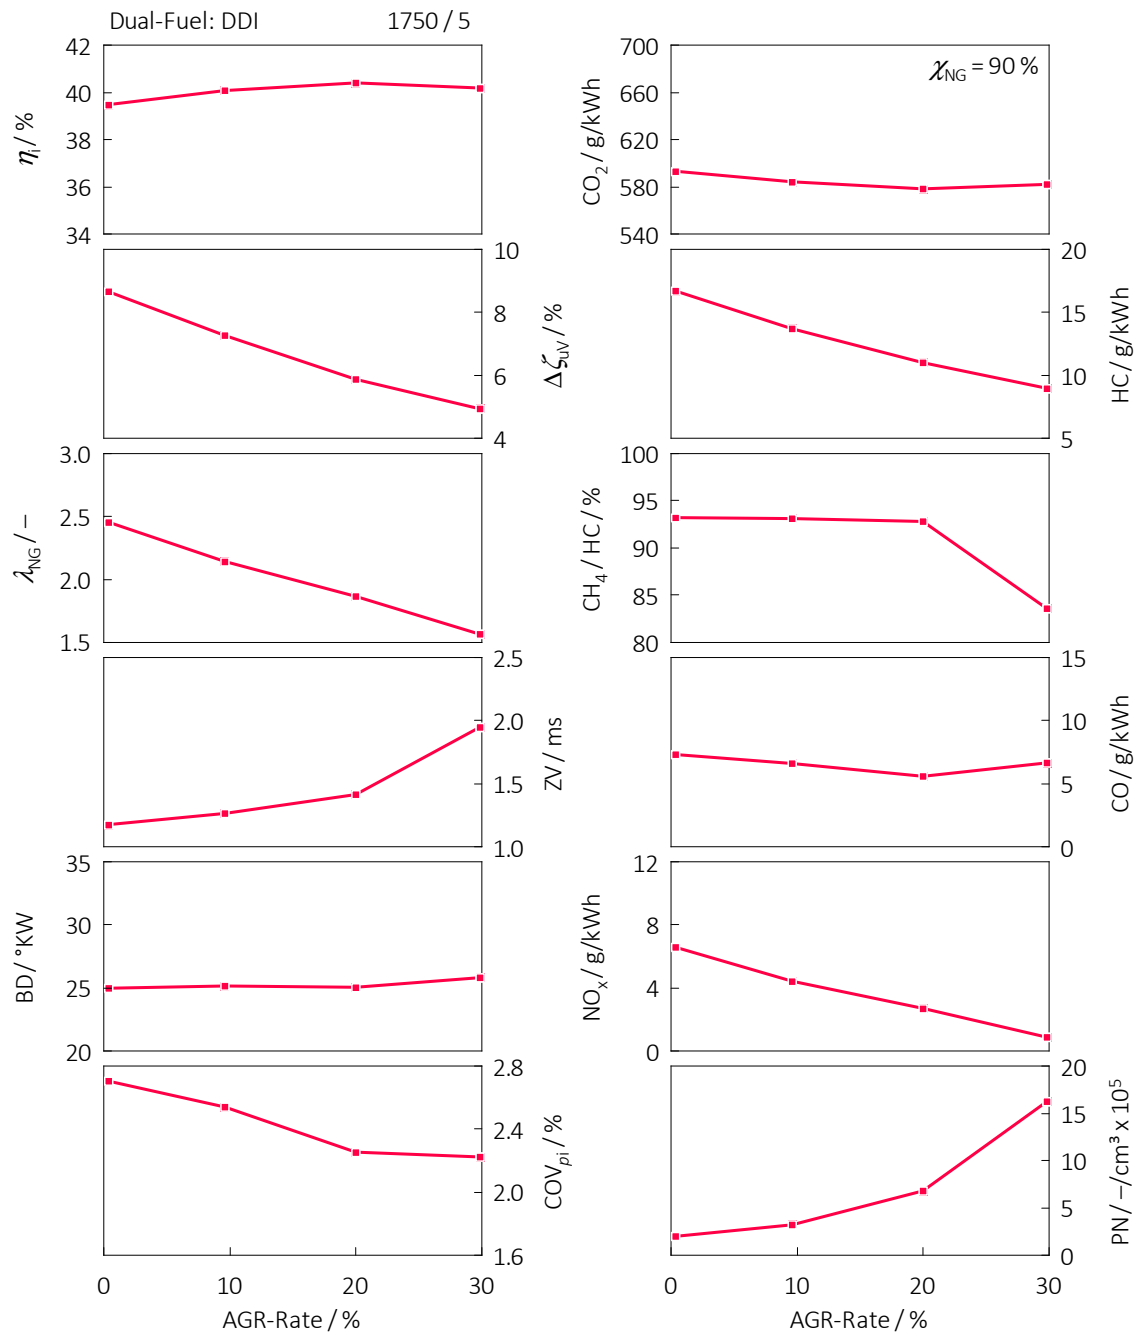 Dual-Fuel: DDI 1750 / 5
42
40
38
36
34
η_i / %
700
660
620
580
540
CO₂ / g/kWh
χ_NG = 90 %
10
8
6
4
Δζ_uV / %
20
15
10
5
HC / g/kWh
3.0
2.5
2.0
1.5
λ_NG / –
100
95
90
85
80
CH₄ / HC / %
2.5
2.0
1.5
1.0
ZV / ms
15
10
5
0
CO / g/kWh
35
30
25
20
BD / °KW
12
8
4
0
NOₓ / g/kWh
2.8
2.4
2.0
1.6
COV_pi / %
20
15
10
5
0
PN / –/cm³ x 10⁵
0 10 20 30
AGR-Rate / %
0 10 20 30
AGR-Rate / %